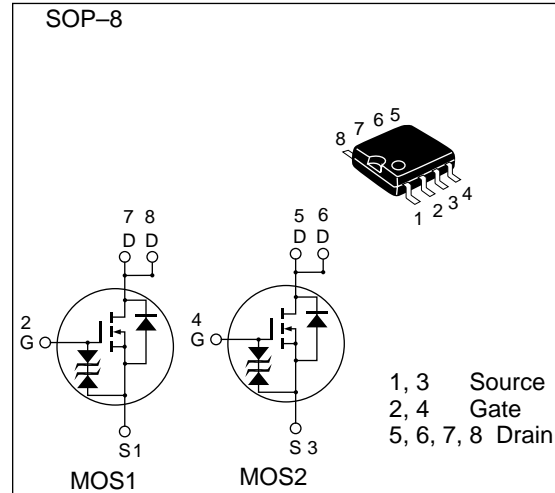 SOP–8
8 7 6 5
1 2 3 4
7 8
D D
5 6
D D
2
G
4
G
S 1
S 3
MOS1
MOS2
1, 3 Source
2, 4 Gate
5, 6, 7, 8 Drain